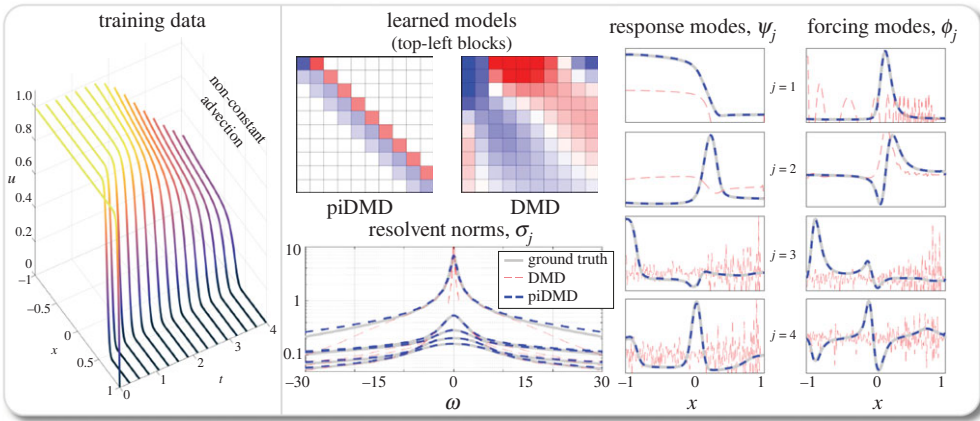 training data
non-constant
advection
1.0
0.8
0.6
u
0.4
0.2
0
−1
−0.5
0
x
0.5
1
0
1
2
t
3
4
learned models
(top-left blocks)
piDMD
DMD
resolvent norms, σj
10
1
0.1
ground truth
DMD
piDMD
−30
−15
0
15
30
ω
response modes, ψj
forcing modes, ϕj
j = 1
j = 2
j = 3
j = 4
−1
0
1
x
−1
0
1
x